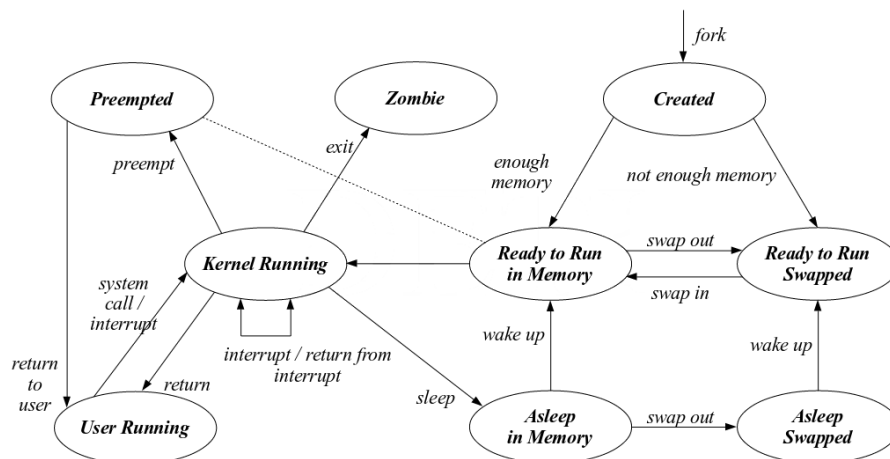 fork
Preempted
Zombie
Created
preempt
exit
enough
memory
not enough memory
Kernel Running
Ready to Run
in Memory
swap out
swap in
Ready to Run
Swapped
system
call /
interrupt
interrupt / return from
interrupt
wake up
wake up
return
to
user
return
sleep
User Running
Asleep
in Memory
swap out
Asleep
Swapped